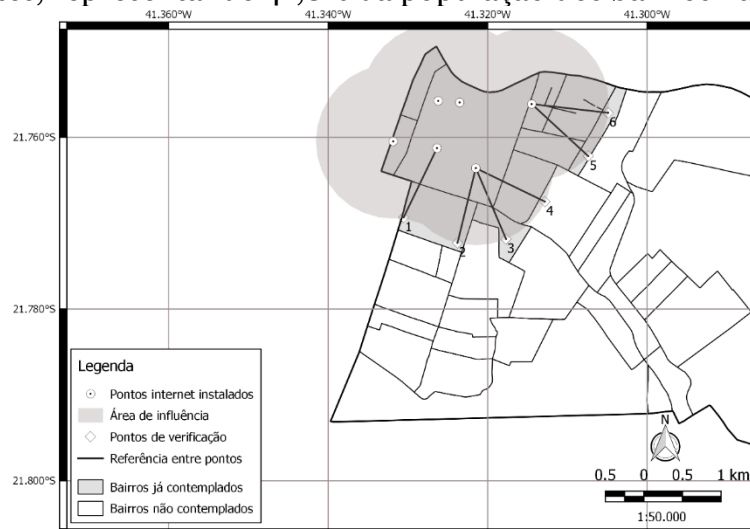 41.360°W
41.340°W
41.320°W
41.300°W
21.760°S
21.780°S
21.800°S
1
2
3
4
5
6
Legenda
Pontos internet instalados
Área de influência
Pontos de verificação
Referência entre pontos
Bairros já contemplados
Bairros não contemplados
N
0.5 0 0.5 1 km
1:50.000